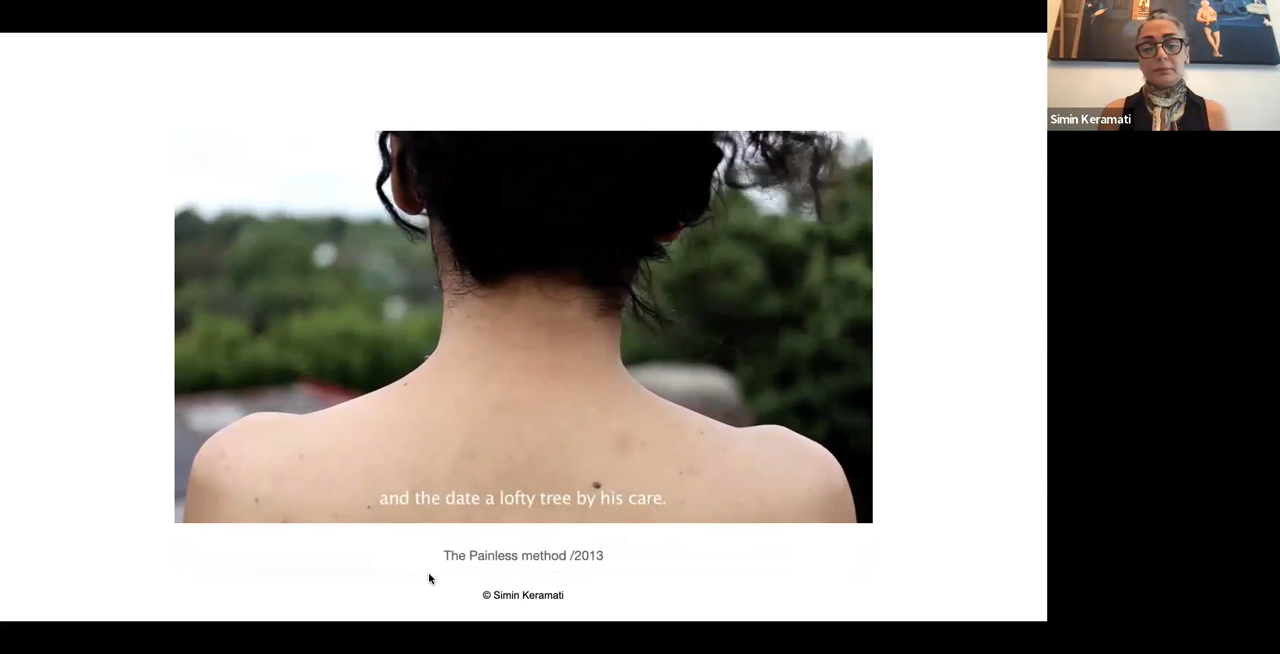 Simin Keramati
and the date a lofty tree by his care.
The Painless method /2013
© Simin Keramati